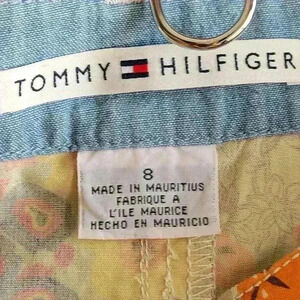 TOMMY HILFIGER
8
MADE IN MAURITIUS
FABRIQUE A
L'ILE MAURICE
HECHO EN MAURICIO